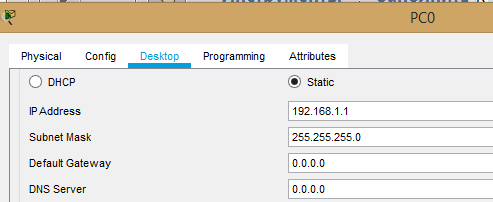 PC0
Physical Config Desktop Programming Attributes
DHCP Static
IP Address 192.168.1.1
Subnet Mask 255.255.255.0
Default Gateway 0.0.0.0
DNS Server 0.0.0.0